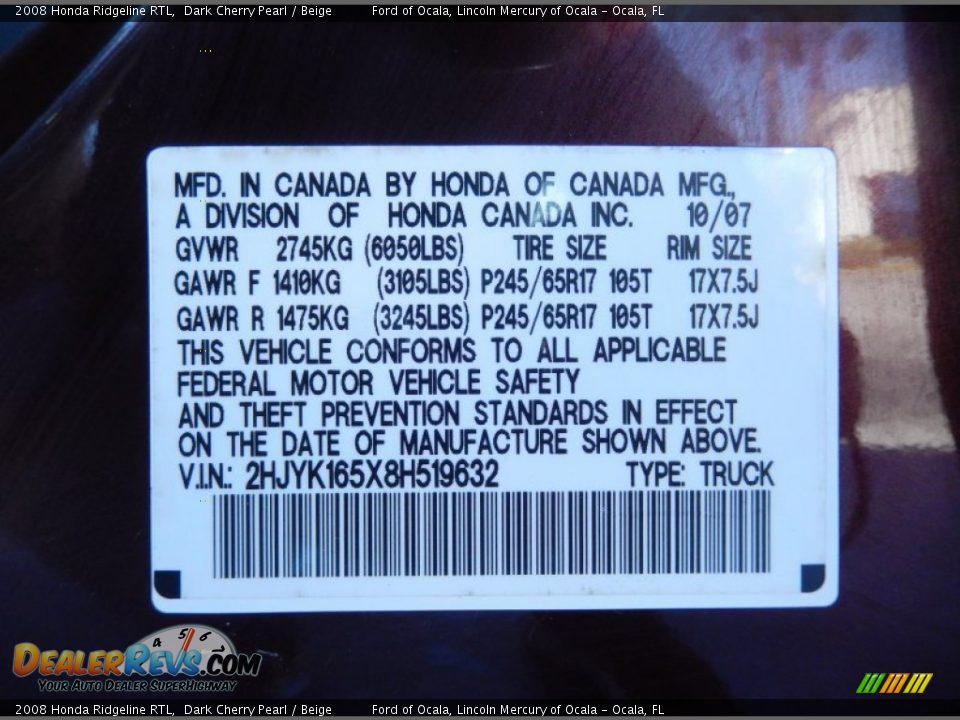 2008 Honda Ridgeline RTL, Dark Cherry Pearl / Beige Ford of Ocala, Lincoln Mercury of Ocala - Ocala, FL
MFD. IN CANADA BY HONDA OF CANADA MFG.,
A DIVISION OF HONDA CANADA INC. 10/07
GVWR 2745KG (6050LBS) TIRE SIZE RIM SIZE
GAWR F 1410KG (3105LBS) P245/65R17 105T 17X7.5J
GAWR R 1475KG (3245LBS) P245/65R17 105T 17X7.5J
THIS VEHICLE CONFORMS TO ALL APPLICABLE
FEDERAL MOTOR VEHICLE SAFETY
AND THEFT PREVENTION STANDARDS IN EFFECT
ON THE DATE OF MANUFACTURE SHOWN ABOVE.
V.I.N.: 2HJYK165X8H519632 TYPE: TRUCK
4 5 6
DEALERREVS.COM
YOUR AUTO DEALER SUPERHIGHWAY
2008 Honda Ridgeline RTL, Dark Cherry Pearl / Beige Ford of Ocala, Lincoln Mercury of Ocala - Ocala, FL